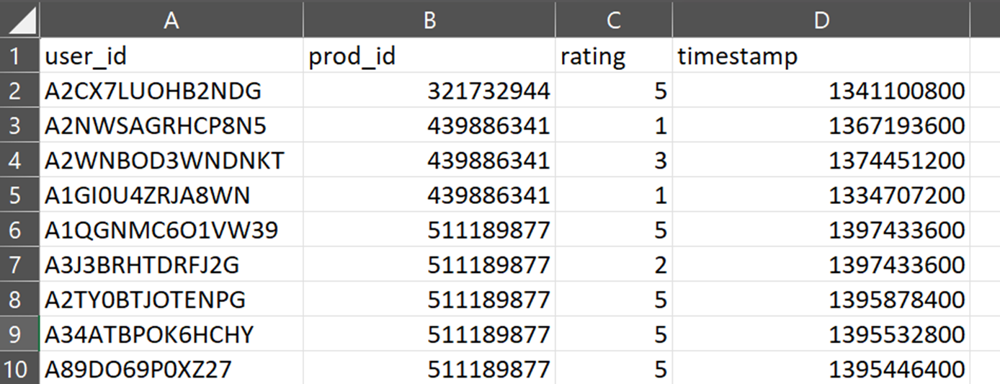 A B C D
1 user_id prod_id rating timestamp
2 A2CX7LUOHB2NDG 321732944 5 1341100800
3 A2NWSAGRHCP8N5 439886341 1 1367193600
4 A2WNBOD3WNDNKT 439886341 3 1374451200
5 A1GI0U4ZRJA8WN 439886341 1 1334707200
6 A1QGNMC6O1VW39 511189877 5 1397433600
7 A3J3BRHTDRFJ2G 511189877 2 1397433600
8 A2TY0BTJOTENPG 511189877 5 1395878400
9 A34ATBPOK6HCHY 511189877 5 1395532800
10 A89DO69P0XZ27 511189877 5 1395446400